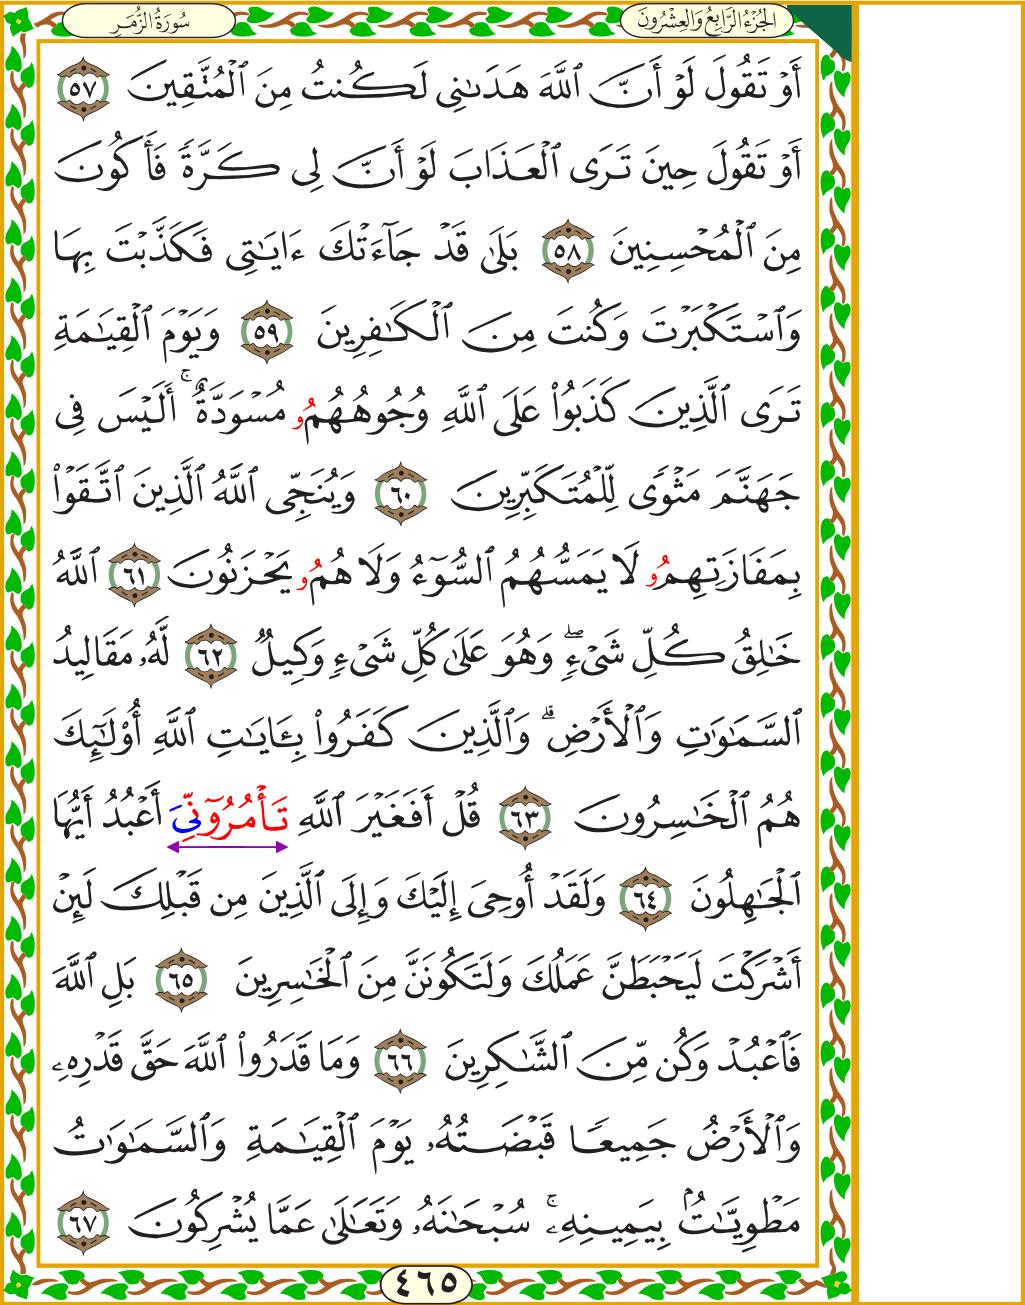 سُورَةُ الزُّمَرِ
الجُزْءُ الرَّابِعُ وَالعِشْرُونَ
أَوْ تَقُولَ لَوْ أَنَّ ٱللَّهَ هَدَىٰنِى لَكُنتُ مِنَ ٱلْمُتَّقِينَ ٥٧
أَوْ تَقُولَ حِينَ تَرَى ٱلْعَذَابَ لَوْ أَنَّ لِى كَرَّةً فَأَكُونَ
مِنَ ٱلْمُحْسِنِينَ ٥٨ بَلَىٰ قَدْ جَآءَتْكَ ءَايَٰتِى فَكَذَّبْتَ بِهَا
وَٱسْتَكْبَرْتَ وَكُنتَ مِنَ ٱلْكَٰفِرِينَ ٥٩ وَيَوْمَ ٱلْقِيَٰمَةِ
تَرَى ٱلَّذِينَ كَذَبُوا۟ عَلَى ٱللَّهِ وُجُوهُهُمُۥ مُسْوَدَّةٌ ۚ أَلَيْسَ فِى
جَهَنَّمَ مَثْوًى لِّلْمُتَكَبِّرِينَ ٦٠ وَيُنَجِّى ٱللَّهُ ٱلَّذِينَ ٱتَّقَوْا۟
بِمَفَازَتِهِمُۥ لَا يَمَسُّهُمُ ٱلسُّوٓءُ وَلَا هُمُۥ يَحْزَنُونَ ٦١ ٱللَّهُ
خَٰلِقُ كُلِّ شَىْءٍ ۖ وَهُوَ عَلَىٰ كُلِّ شَىْءٍ وَكِيلٌ ٦٢ لَّهُۥ مَقَالِيدُ
ٱلسَّمَٰوَٰتِ وَٱلْأَرْضِ ۗ وَٱلَّذِينَ كَفَرُوا۟ بِـَٔايَٰتِ ٱللَّهِ أُو۟لَٰٓئِكَ
هُمُ ٱلْخَٰسِرُونَ ٦٣ قُلْ أَفَغَيْرَ ٱللَّهِ تَأْمُرُوٓنِّىَ أَعْبُدُ أَيُّهَا
ٱلْجَٰهِلُونَ ٦٤ وَلَقَدْ أُوحِىَ إِلَيْكَ وَإِلَى ٱلَّذِينَ مِن قَبْلِكَ لَئِنْ
أَشْرَكْتَ لَيَحْبَطَنَّ عَمَلُكَ وَلَتَكُونَنَّ مِنَ ٱلْخَٰسِرِينَ ٦٥ بَلِ ٱللَّهَ
فَٱعْبُدْ وَكُن مِّنَ ٱلشَّٰكِرِينَ ٦٦ وَمَا قَدَرُوا۟ ٱللَّهَ حَقَّ قَدْرِهِۦ
وَٱلْأَرْضُ جَمِيعًا قَبْضَتُهُۥ يَوْمَ ٱلْقِيَٰمَةِ وَٱلسَّمَٰوَٰتُ
مَطْوِيَّٰتٌۢ بِيَمِينِهِۦ ۚ سُبْحَٰنَهُۥ وَتَعَٰلَىٰ عَمَّا يُشْرِكُونَ ٦٧
٤٦٥